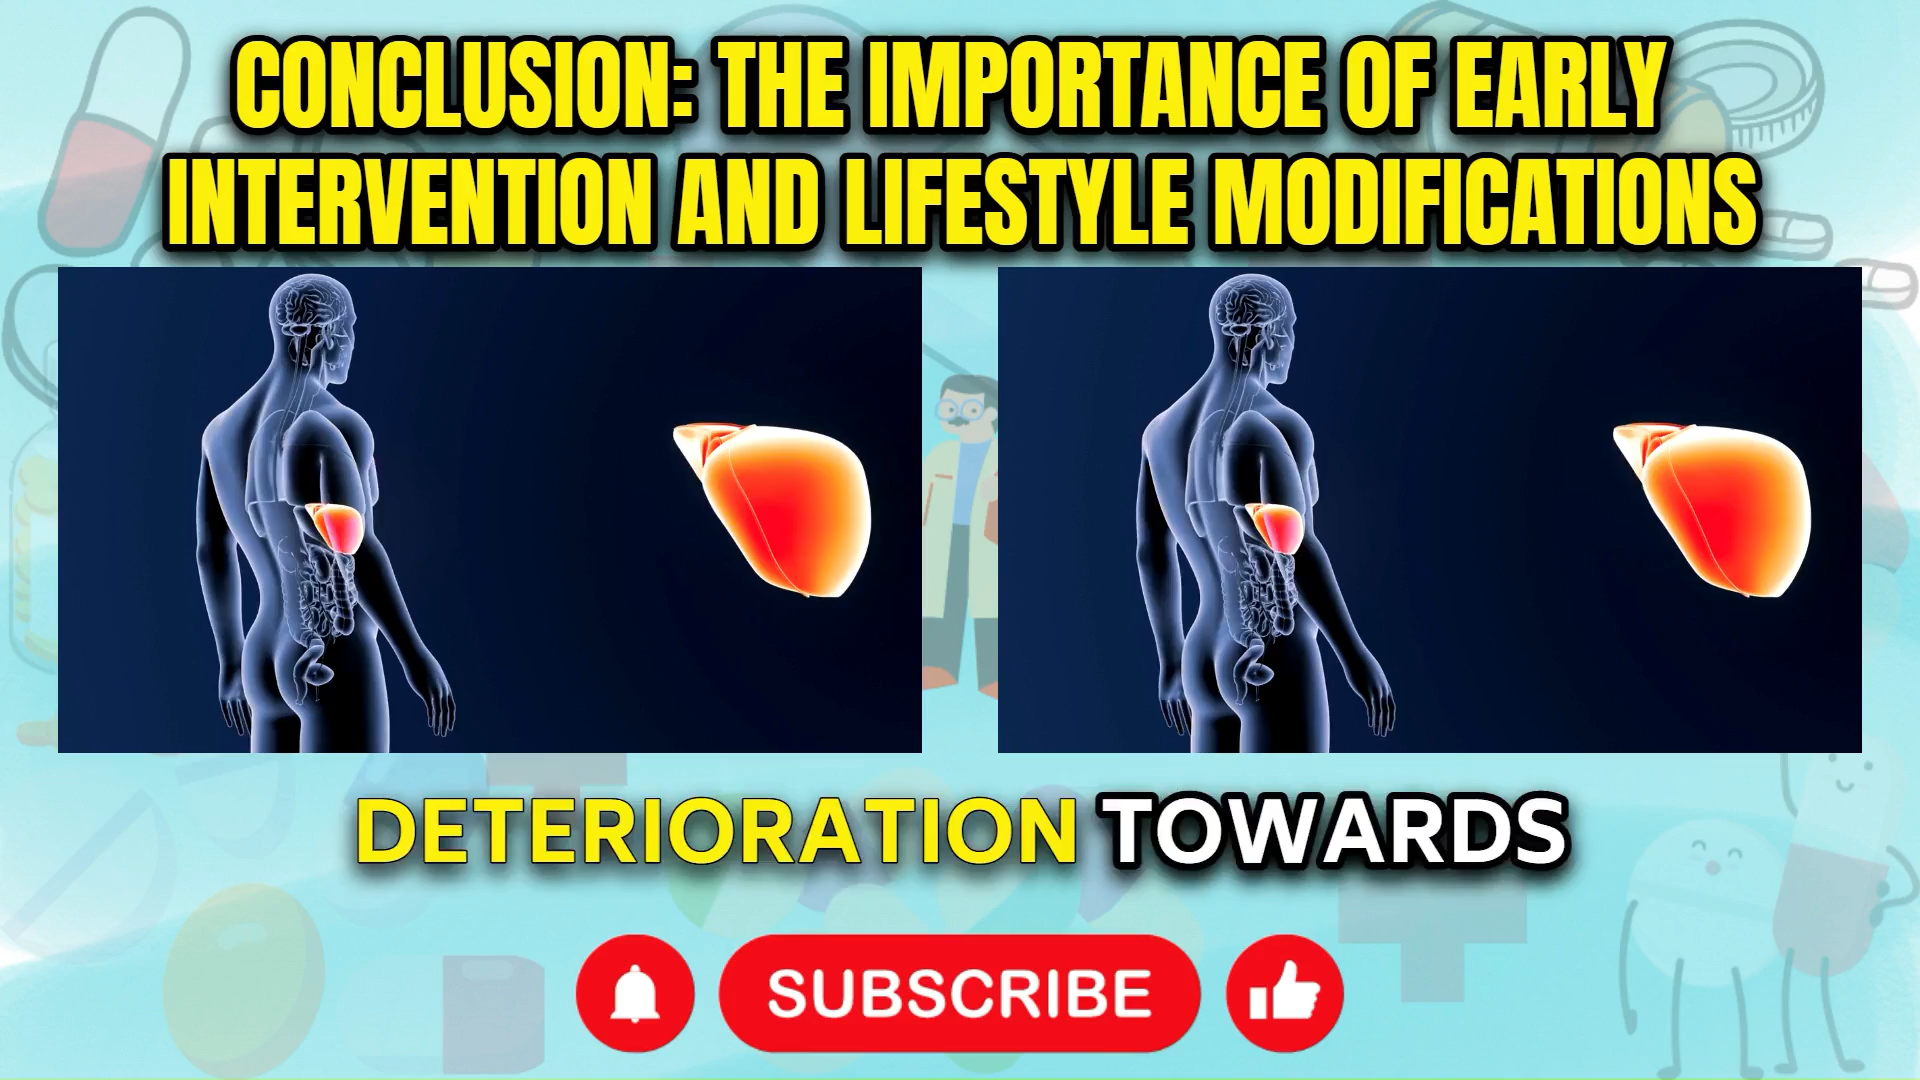 CONCLUSION: THE IMPORTANCE OF EARLY
INTERVENTION AND LIFESTYLE MODIFICATIONS
DETERIORATION TOWARDS
SUBSCRIBE